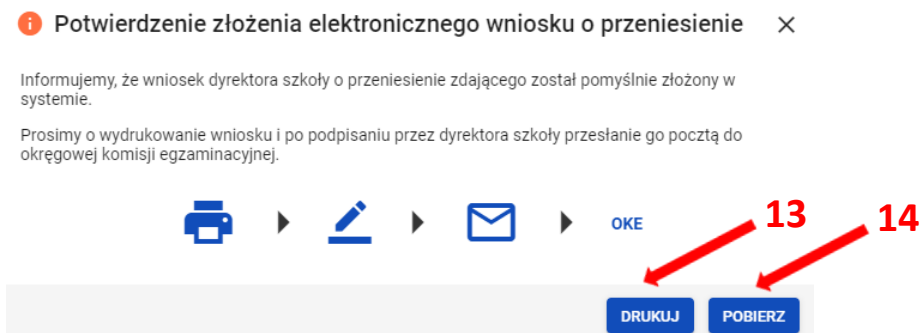 Potwierdzenie złożenia elektronicznego wniosku o przeniesienie
Informujemy, że wniosek dyrektora szkoły o przeniesienie zdającego został pomyślnie złożony w
systemie.
Prosimy o wydrukowanie wniosku i po podpisaniu przez dyrektora szkoły przesłanie go pocztą do
okręgowej komisji egzaminacyjnej.
OKE
13
14
DRUKUJ
POBIERZ